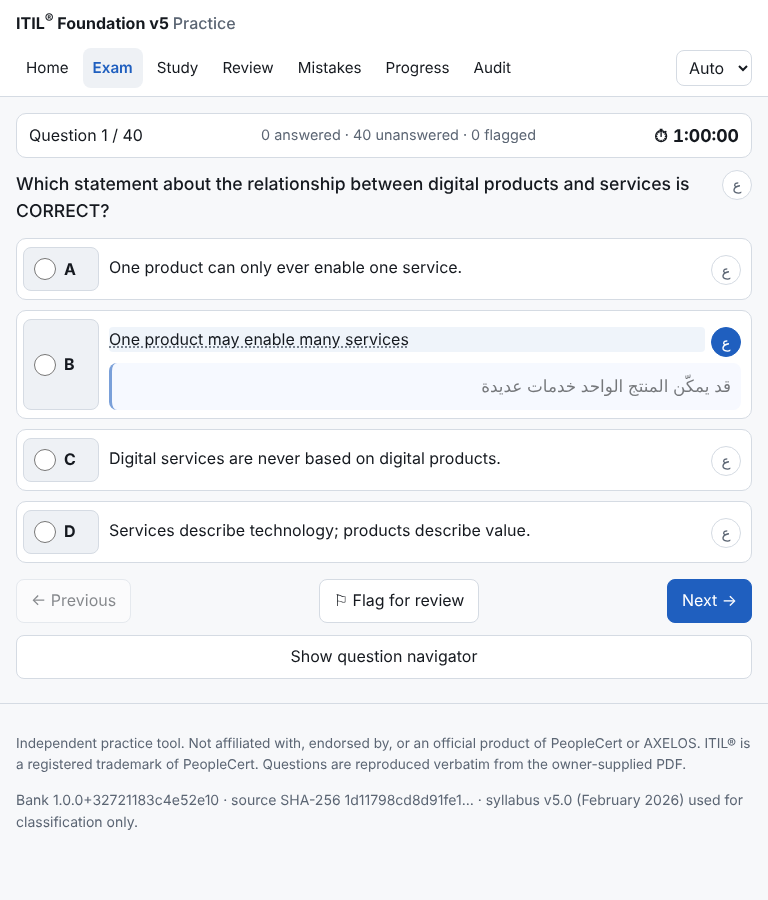 ITIL® Foundation v5 Practice
Home Exam Study Review Mistakes Progress Audit Auto
Question 1 / 40 0 answered · 40 unanswered · 0 flagged ⏱ 1:00:00
Which statement about the relationship between digital products and services is
CORRECT?
ع
A One product can only ever enable one service. ع
B One product may enable many services ع
قد يمكّن المنتج الواحد خدمات عديدة
C Digital services are never based on digital products. ع
D Services describe technology; products describe value. ع
← Previous ⚐ Flag for review Next →
Show question navigator
Independent practice tool. Not affiliated with, endorsed by, or an official product of PeopleCert or AXELOS. ITIL® is
a registered trademark of PeopleCert. Questions are reproduced verbatim from the owner-supplied PDF.
Bank 1.0.0+32721183c4e52e10 · source SHA-256 1d11798cd8d91fe1… · syllabus v5.0 (February 2026) used for
classification only.